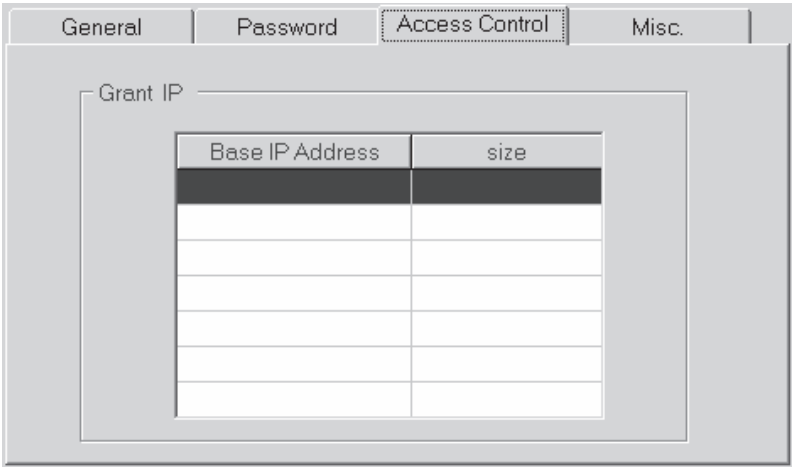 General Password Access Control Misc.
Grant IP
Base IP Address size